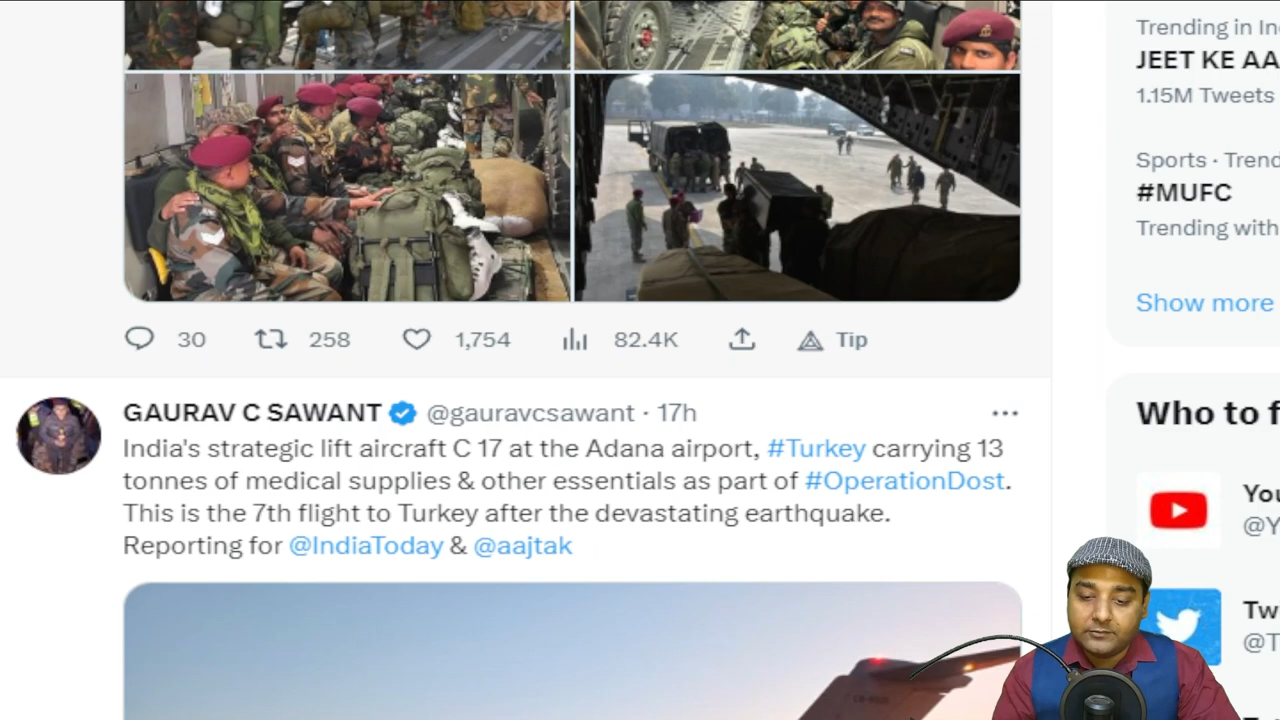 30 258 1,754 82.4K Tip
GAURAV C SAWANT @gauravcsawant · 17h
India's strategic lift aircraft C 17 at the Adana airport, #Turkey carrying 13
tonnes of medical supplies & other essentials as part of #OperationDost.
This is the 7th flight to Turkey after the devastating earthquake.
Reporting for @IndiaToday & @aajtak
Trending in In
JEET KE AA
1.15M Tweets
Sports · Trend
#MUFC
Trending with
Show more
Who to f
You
@Y
Tw
@T